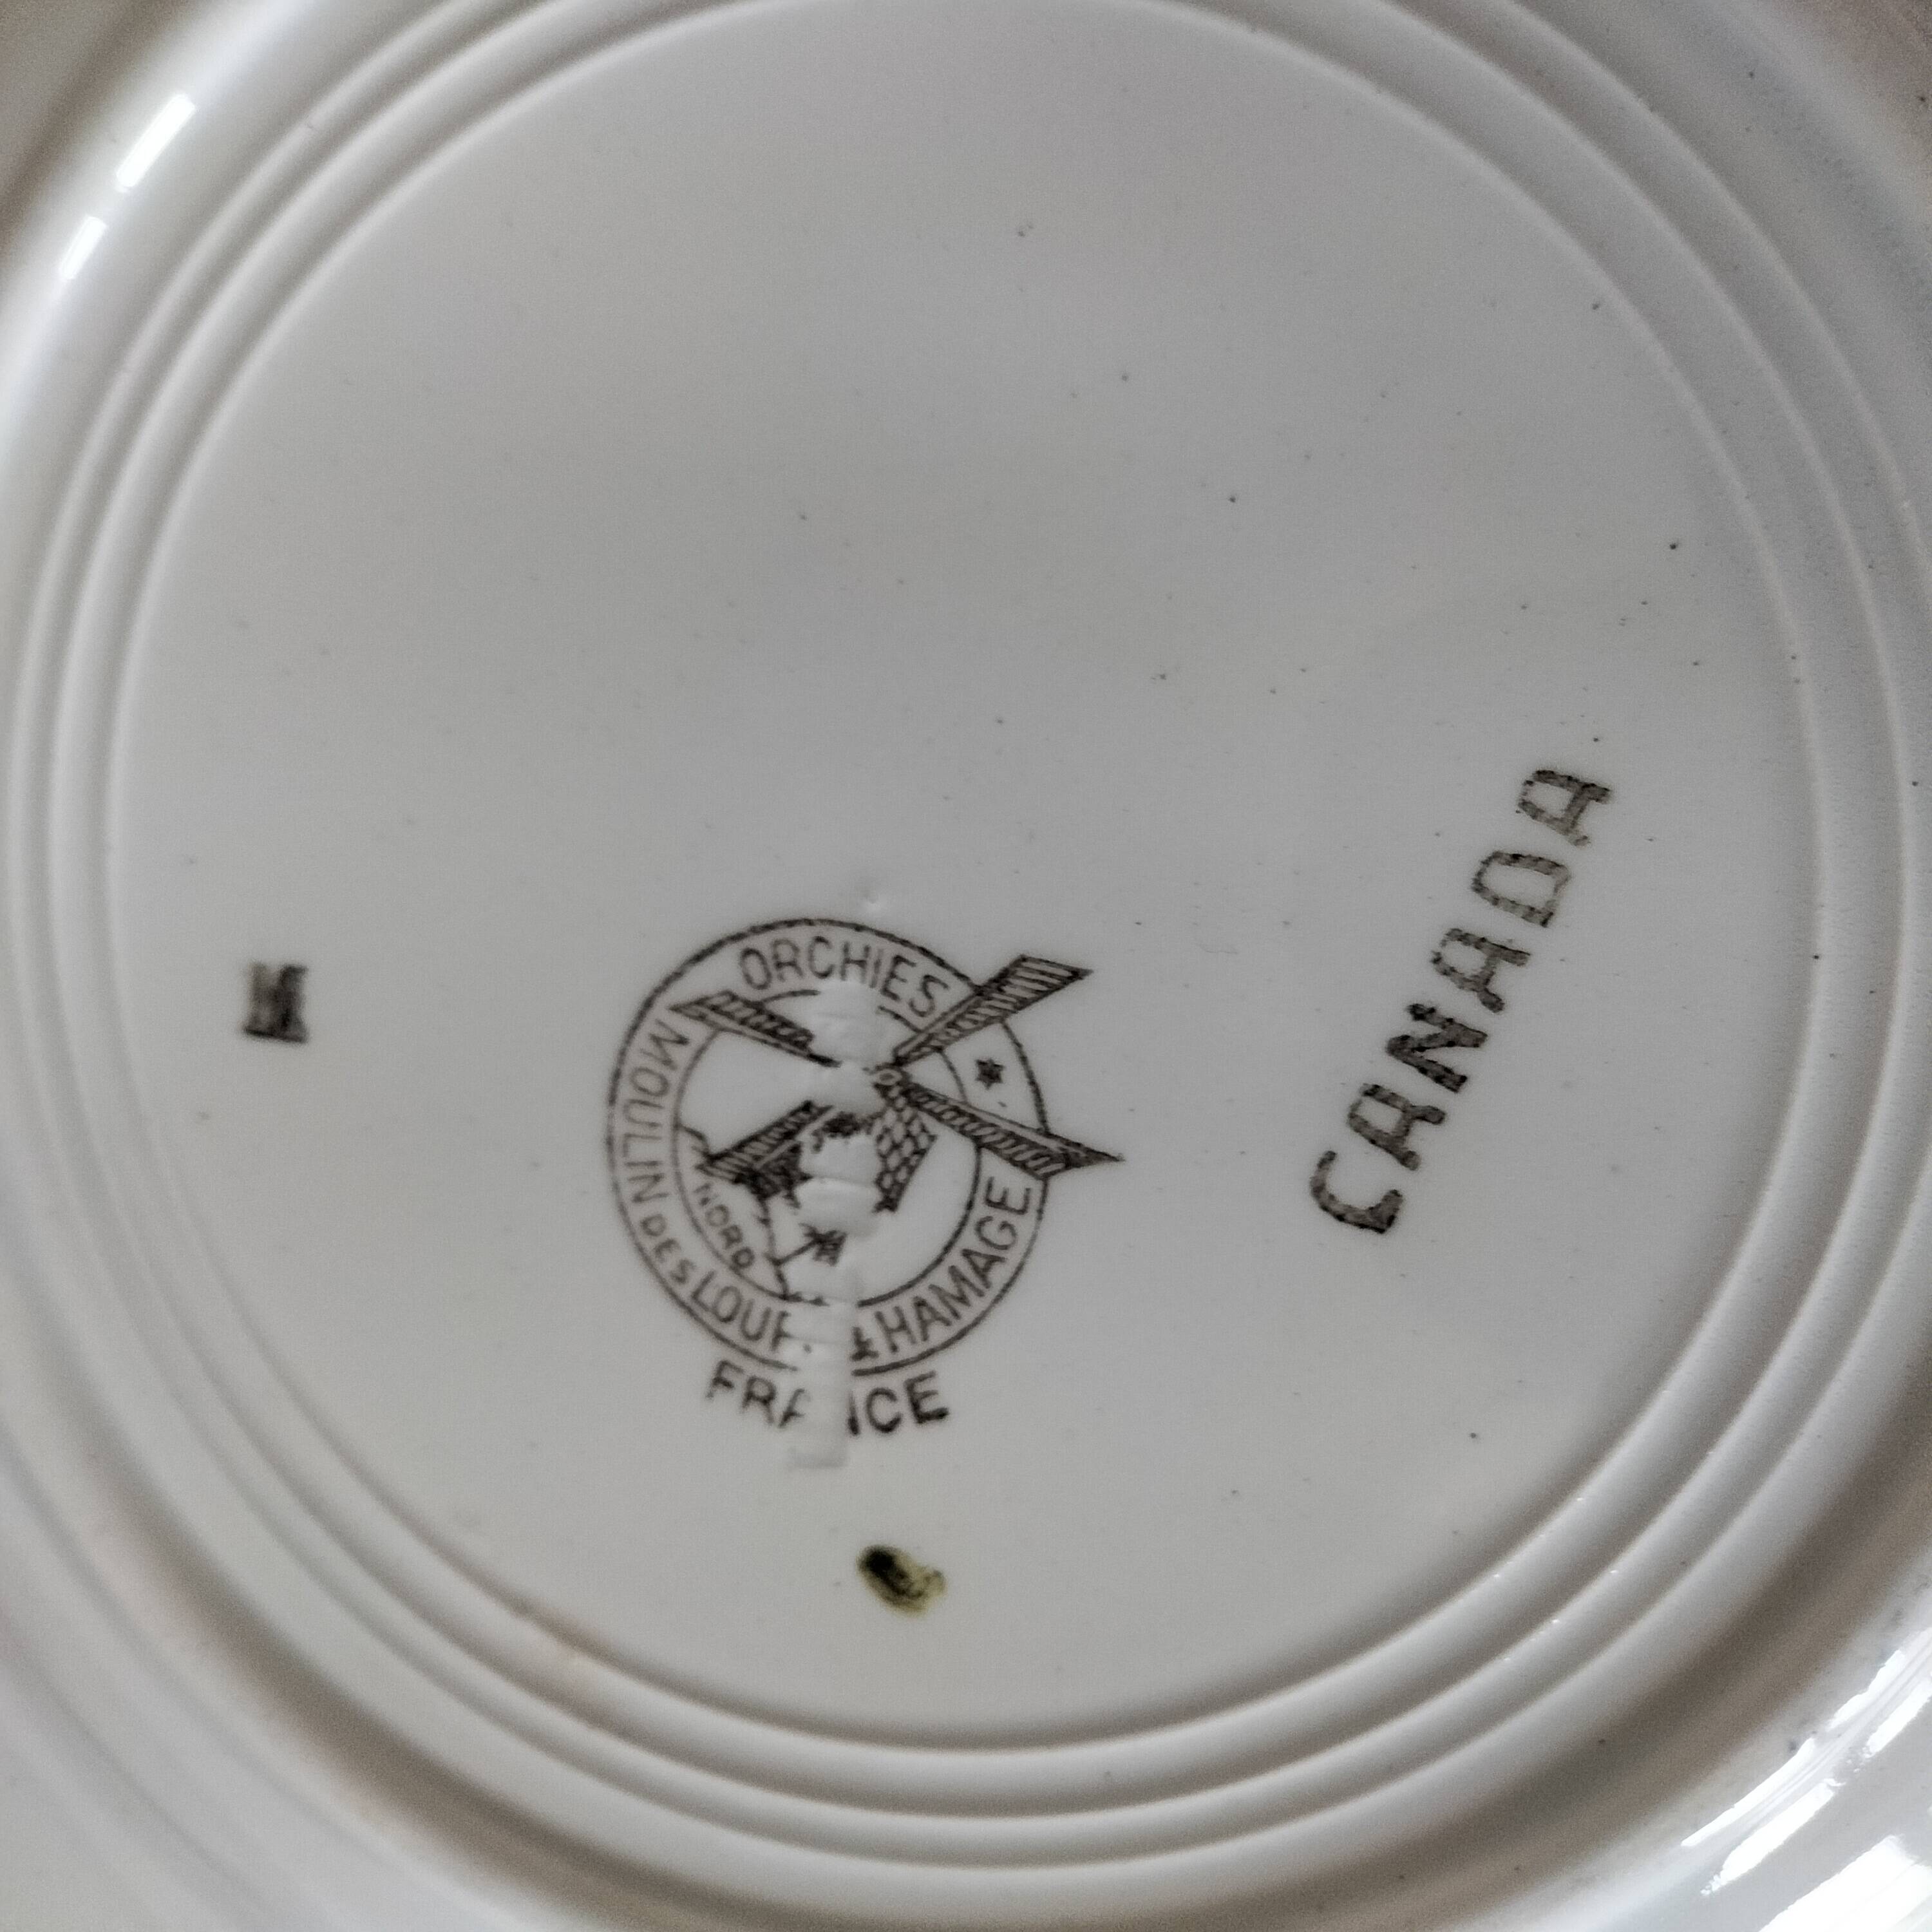 ORCHIES
MOULIN DES LOUPS & HAMAGE
NORD
FRANCE
CANADA